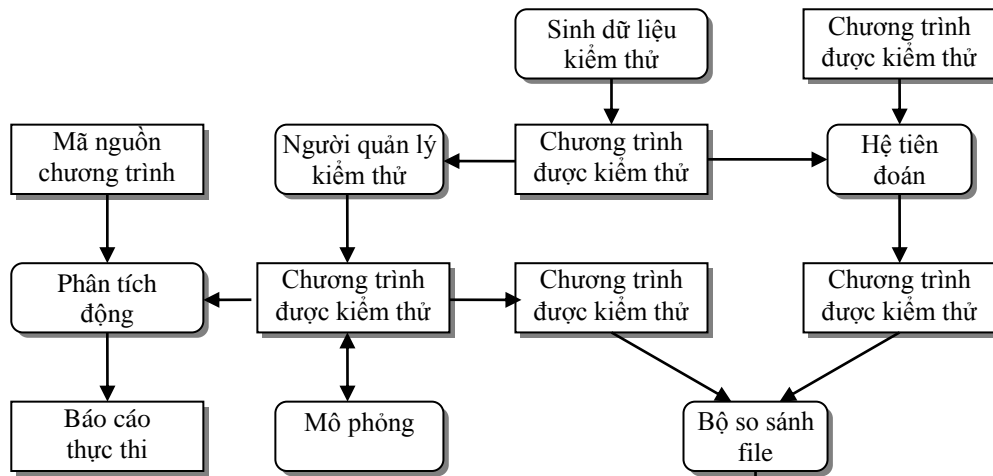 Sinh dữ liệu
kiểm thử
Chương trình
được kiểm thử
Mã nguồn
chương trình
Người quản lý
kiểm thử
Chương trình
được kiểm thử
Hệ tiên
đoán
Phân tích
động
Chương trình
được kiểm thử
Chương trình
được kiểm thử
Chương trình
được kiểm thử
Báo cáo
thực thi
Mô phỏng
Bộ so sánh
file